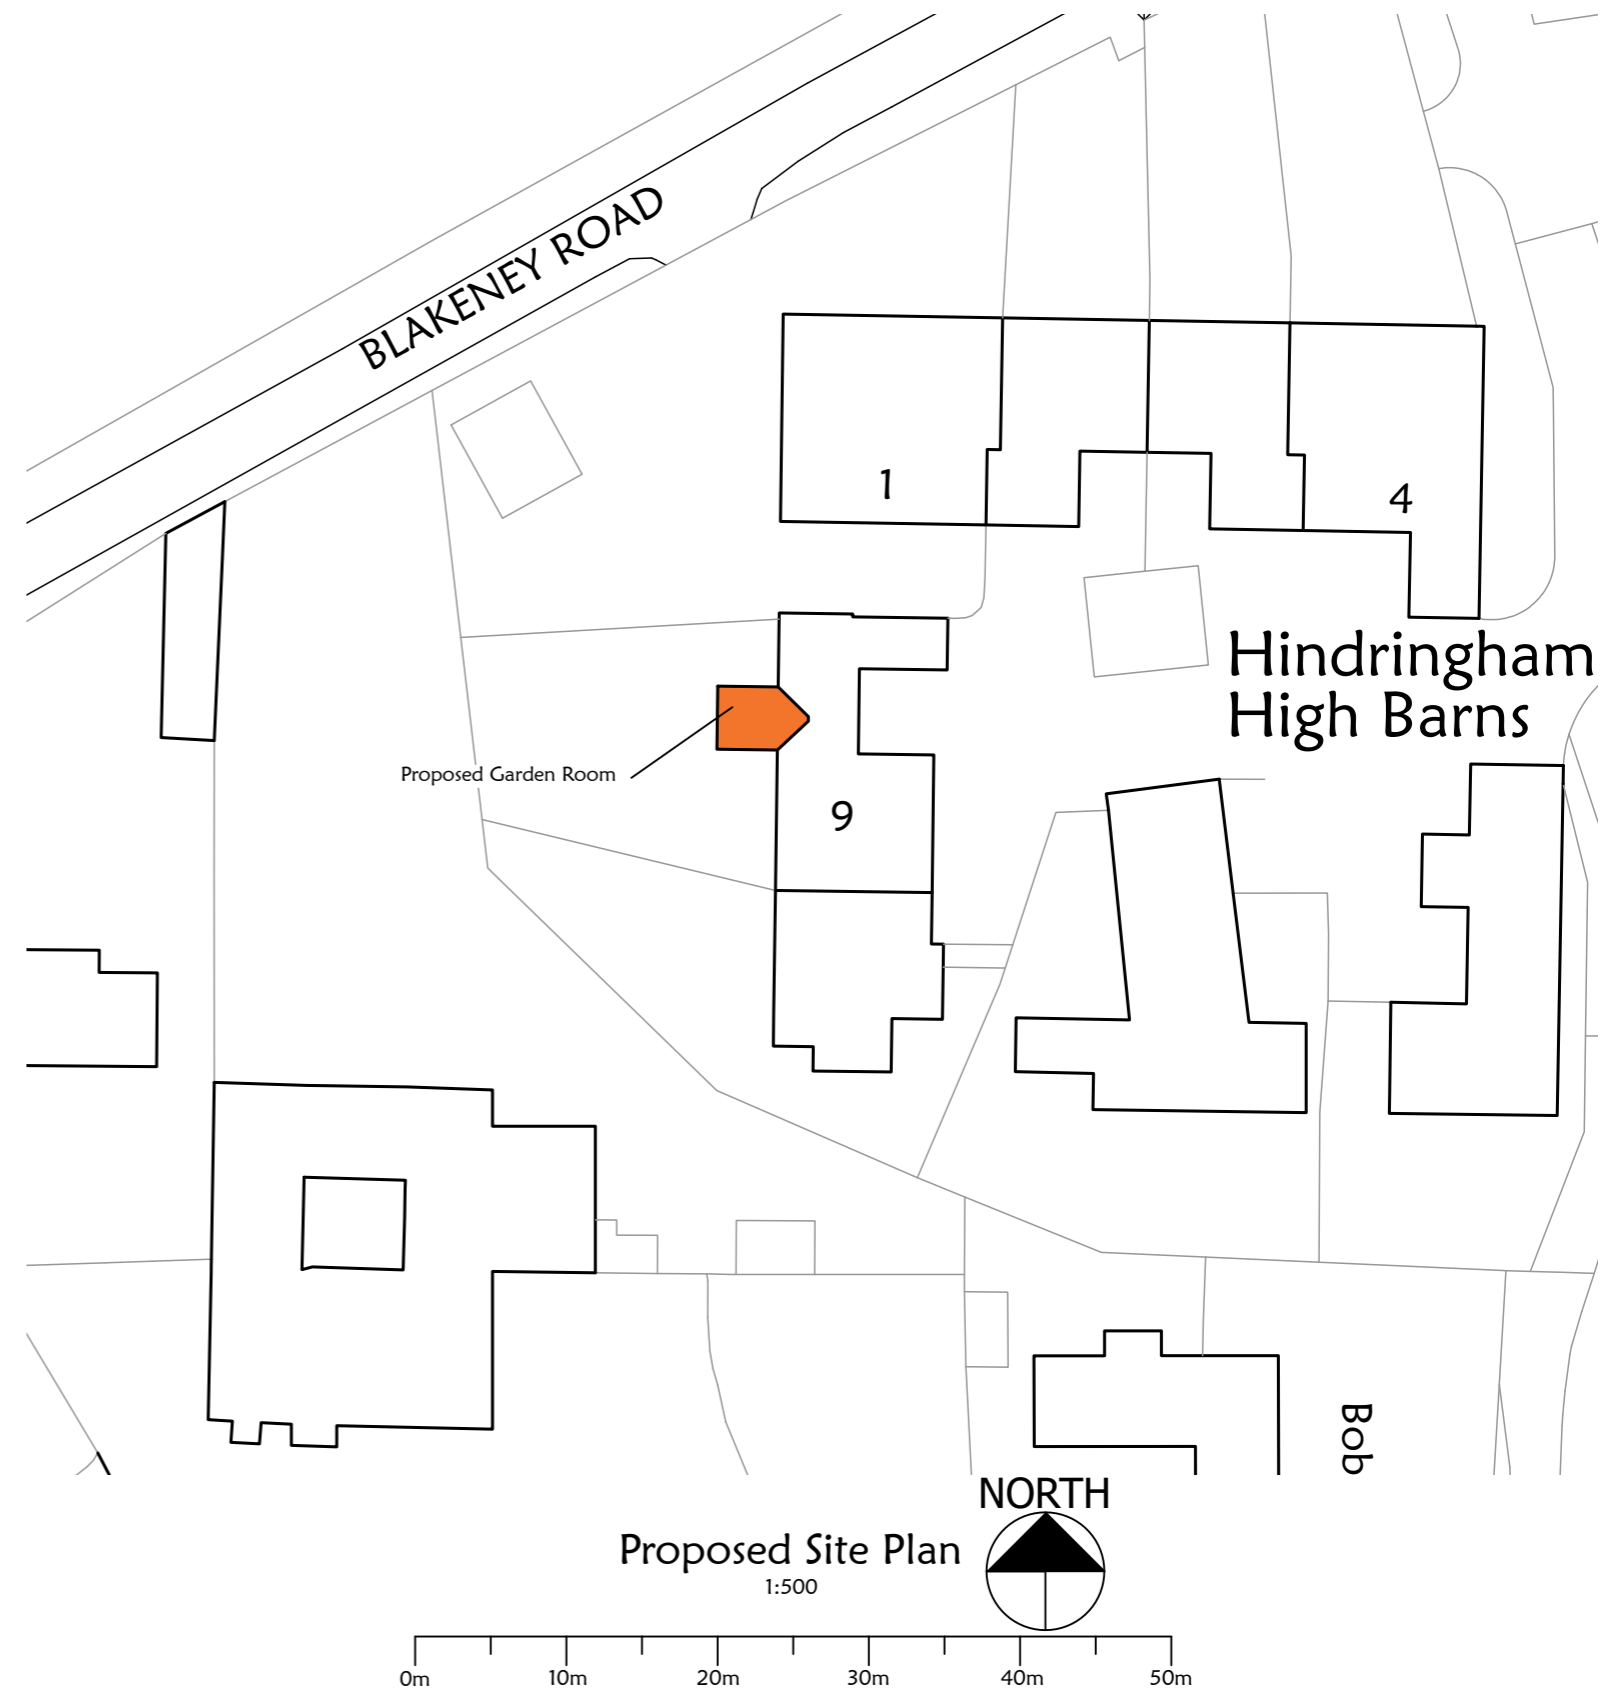 BLAKENEY ROAD
1
4
Hindringham
High Barns
Proposed Garden Room
9
Bob
NORTH
Proposed Site Plan
1:500
0m 10m 20m 30m 40m 50m